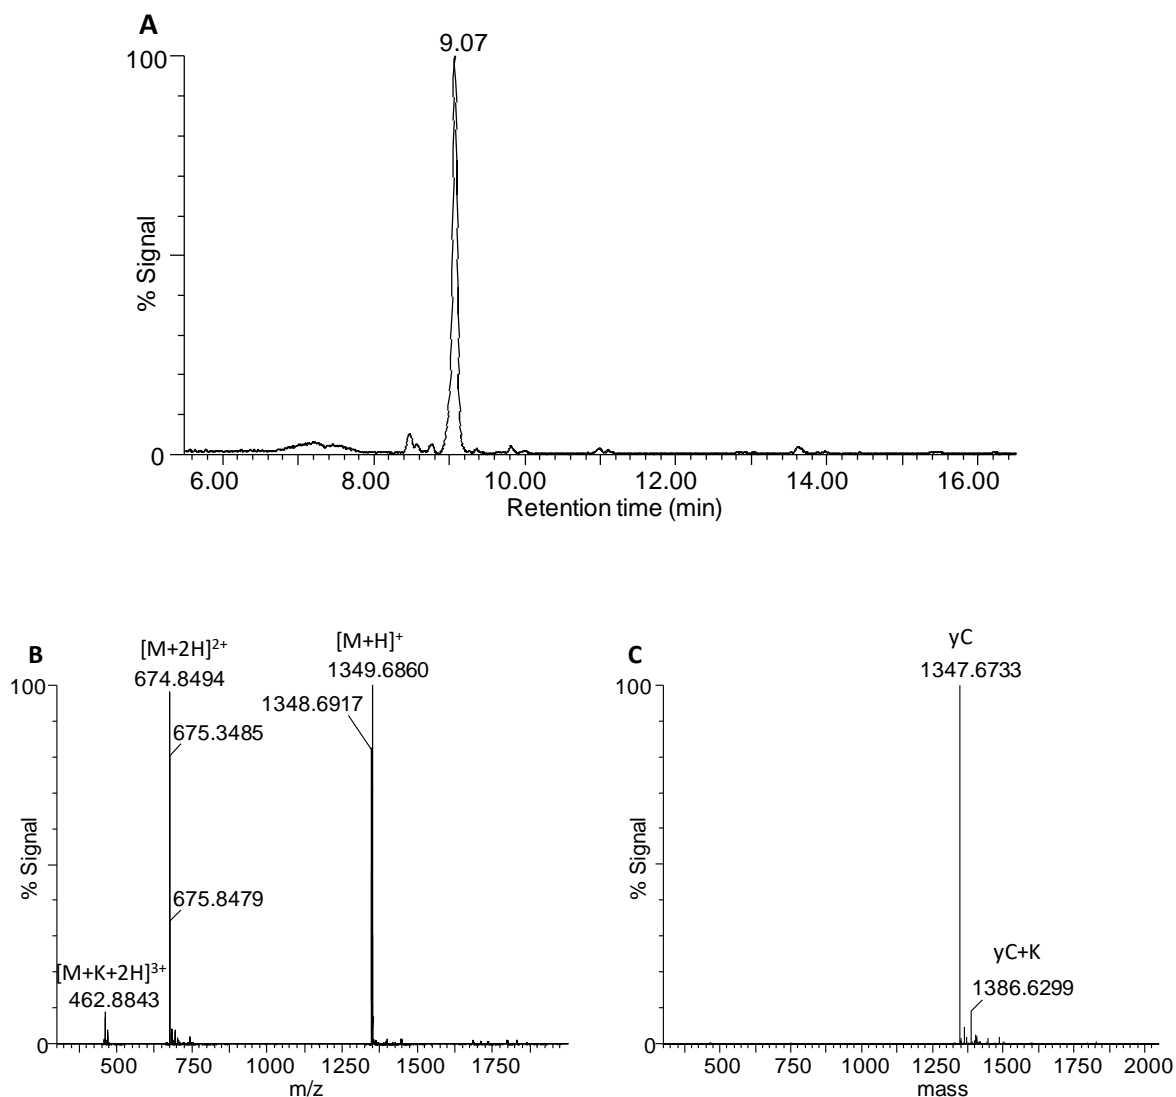 A
9.07
100
% Signal
0
6.00 8.00 10.00 12.00 14.00 16.00
Retention time (min)
B
[M+2H]²⁺
674.8494
[M+H]⁺
1349.6860
100
1348.6917
675.3485
% Signal
675.8479
[M+K+2H]³⁺
462.8843
0
500 750 1000 1250 1500 1750
m/z
C
yC
1347.6733
100
% Signal
yC+K
1386.6299
0
500 750 1000 1250 1500 1750 2000
mass